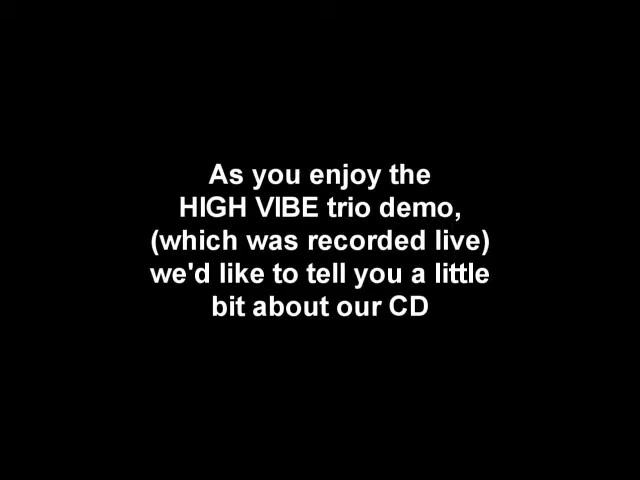 As you enjoy the
HIGH VIBE trio demo,
(which was recorded live)
we'd like to tell you a little
bit about our CD